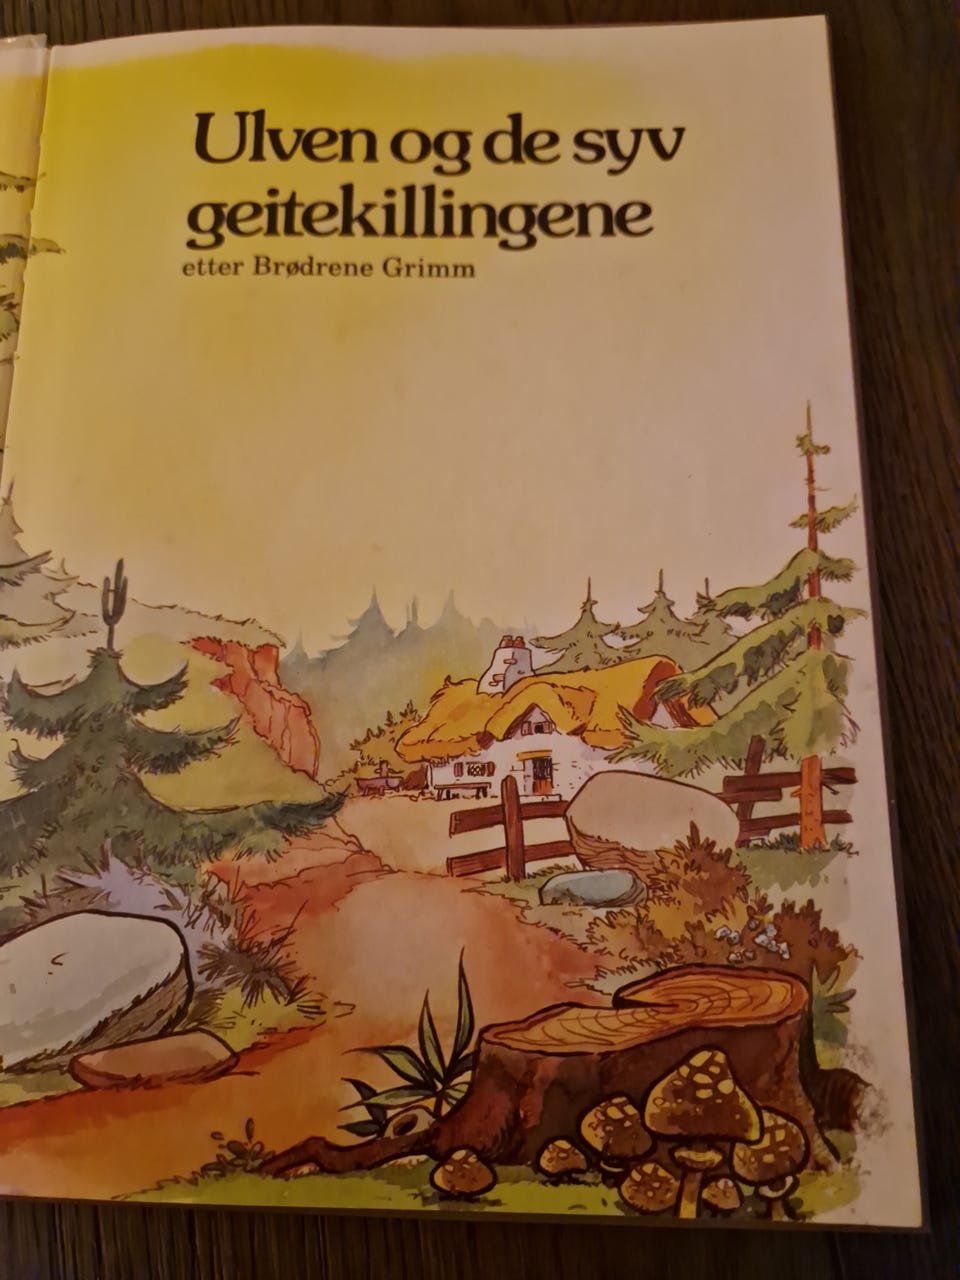 Ulven og de syv
geitekillingene
etter Brødrene Grimm